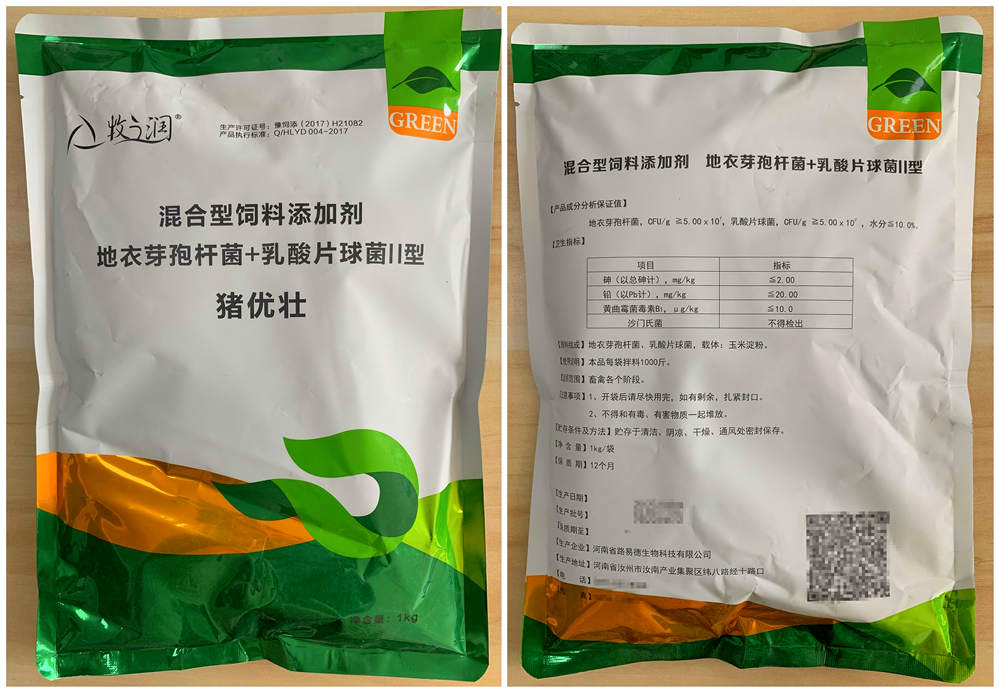 牧之润®
生产许可证号：豫饲添（2017）H21082
产品执行标准：Q/HLYD 004-2017
GREEN
混合型饲料添加剂
地衣芽孢杆菌+乳酸片球菌II型
猪优壮
净含量：1kg
GREEN
混合型饲料添加剂 地衣芽孢杆菌+乳酸片球菌II型
【产品成分分析保证值】
地衣芽孢杆菌，CFU/g ≧5.00 x 10⁷，乳酸片球菌，CFU/g ≧5.00 x 10⁷，水分≦10.0%。
【卫生指标】
项目 指标
砷（以总砷计），mg/kg ≦2.00
铅（以Pb计），mg/kg ≦20.00
黄曲霉菌毒素B₁，μg/kg ≦10.0
沙门氏菌 不得检出
【原料组成】地衣芽孢杆菌、乳酸片球菌，载体：玉米淀粉。
【使用说明】本品每袋拌料1000斤。
【适用范围】畜禽各个阶段。
【注意事项】1、开袋后请尽快用完，如有剩余，扎紧封口。
2、不得和有毒、有害物质一起堆放。
【贮存条件及方法】贮存于清洁、阴凉、干燥、通风处密封保存。
【净 含 量】1kg/袋
【保 质 期】12个月
【生产日期】
【生产批号】
【保质期至】
【生产企业】河南省路易德生物科技有限公司
【生产地址】河南省汝州市汝南产业集聚区纬八路经十路口
【电 话】
【传 真】